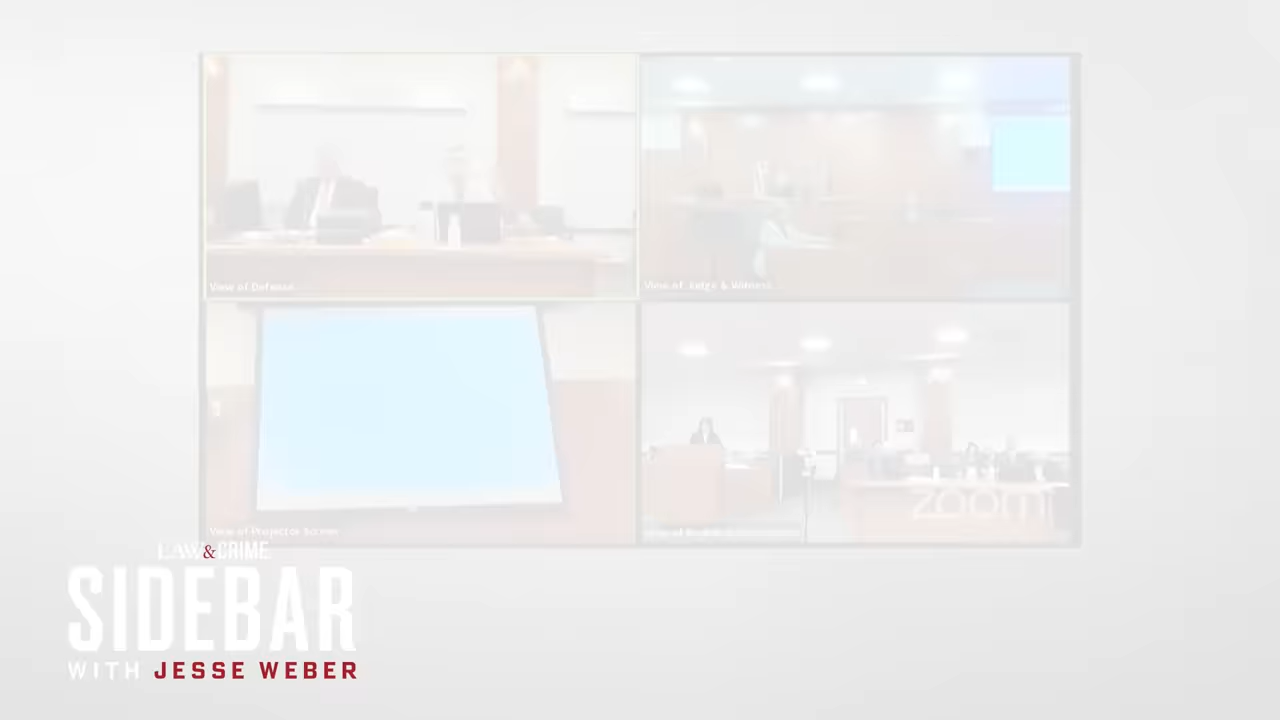 View of Defense
View of Judge & Witness
View of Projector Screen
zoom
LAW&CRIME
SIDEBAR
WITH JESSE WEBER